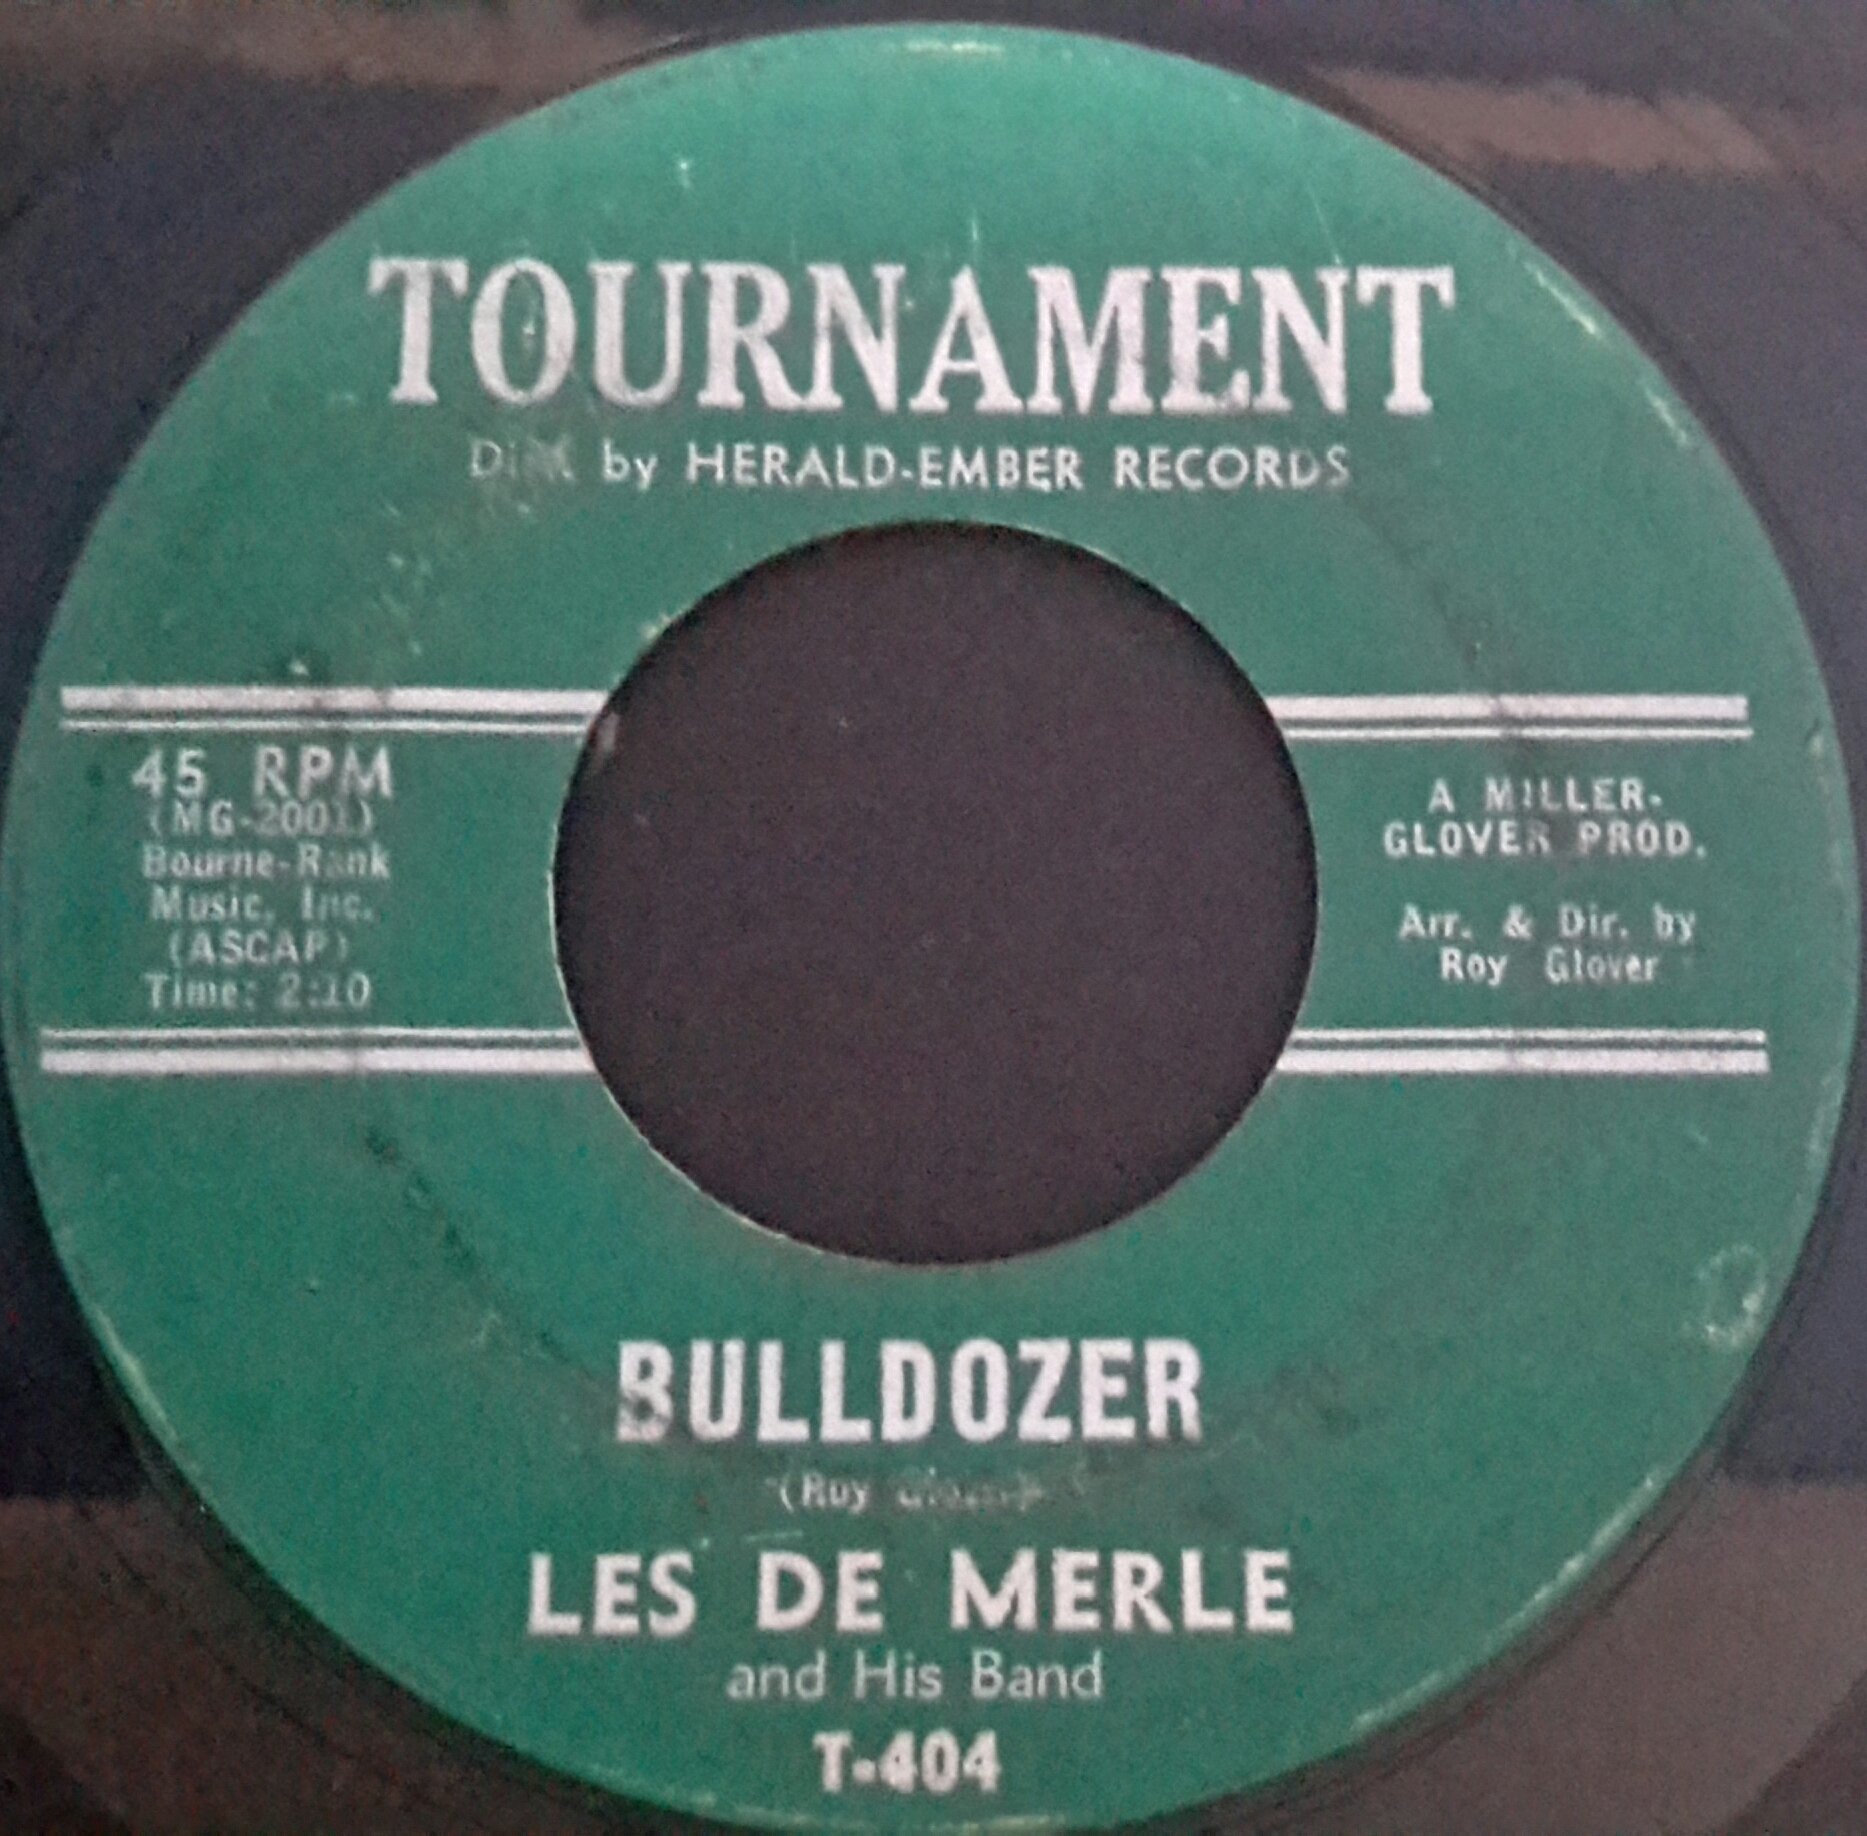 TOURNAMENT
by HERALD-EMBER RECORDS
45 RPM
(MG-2001)
Bourne-Rank
Music, Inc.
(ASCAP)
Time: 2:10
A MILLER-
GLOVER PROD.
Arr. & Dir. by
Roy Glover
BULLDOZER
(Roy
LES DE MERLE
and His Band
T-404